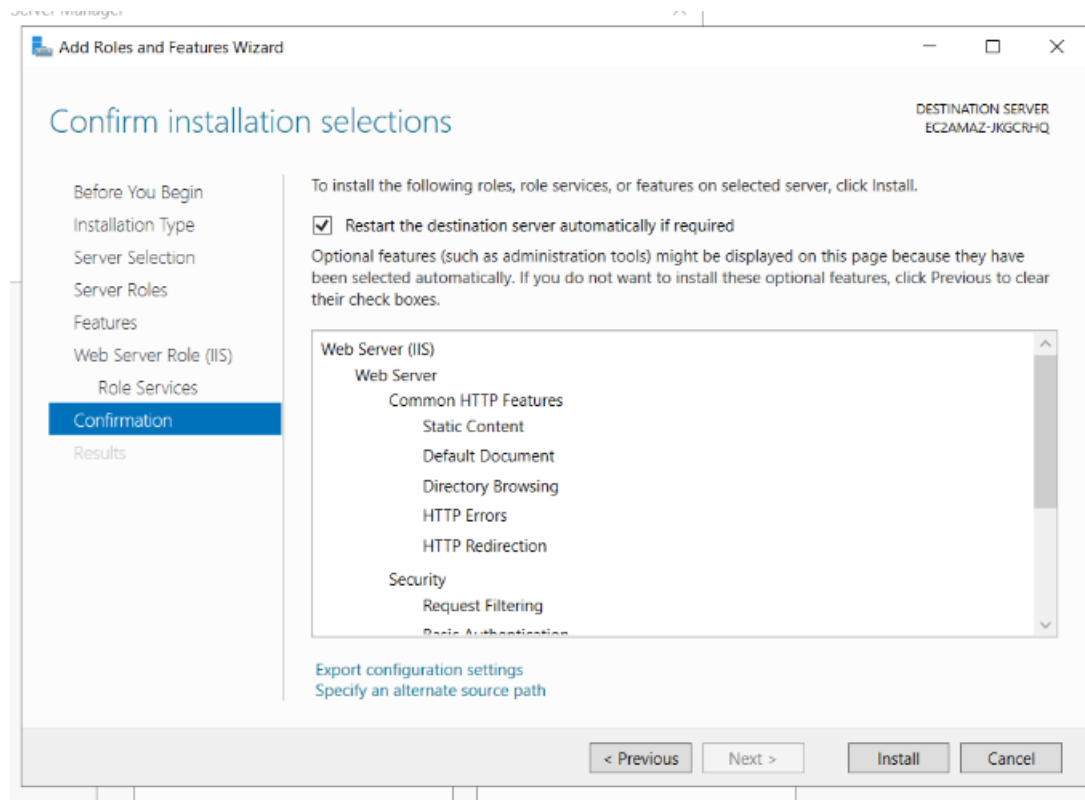 Server Manager
Add Roles and Features Wizard
Confirm installation selections
DESTINATION SERVER
EC2AMAZ-JKGCRHQ
Before You Begin
Installation Type
Server Selection
Server Roles
Features
Web Server Role (IIS)
Role Services
Confirmation
Results
To install the following roles, role services, or features on selected server, click Install.
Restart the destination server automatically if required
Optional features (such as administration tools) might be displayed on this page because they have
been selected automatically. If you do not want to install these optional features, click Previous to clear
their check boxes.
Web Server (IIS)
Web Server
Common HTTP Features
Static Content
Default Document
Directory Browsing
HTTP Errors
HTTP Redirection
Security
Request Filtering
Basic Authentication
Export configuration settings
Specify an alternate source path
< Previous
Next >
Install
Cancel